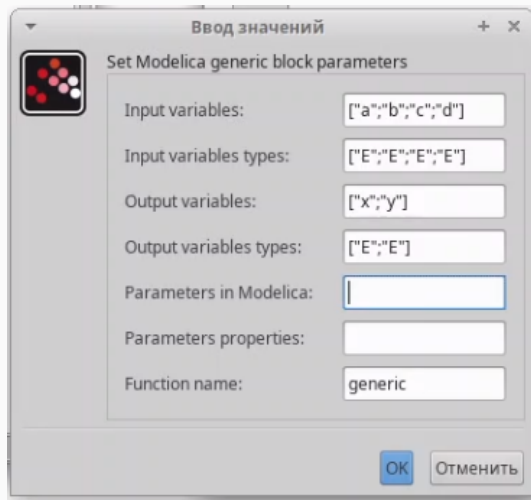 Ввод значений
Set Modelica generic block parameters
Input variables: ["a";"b";"c";"d"]
Input variables types: ["E";"E";"E";"E"]
Output variables: ["x";"y"]
Output variables types: ["E";"E"]
Parameters in Modelica:
Parameters properties:
Function name: generic
OK Отменить